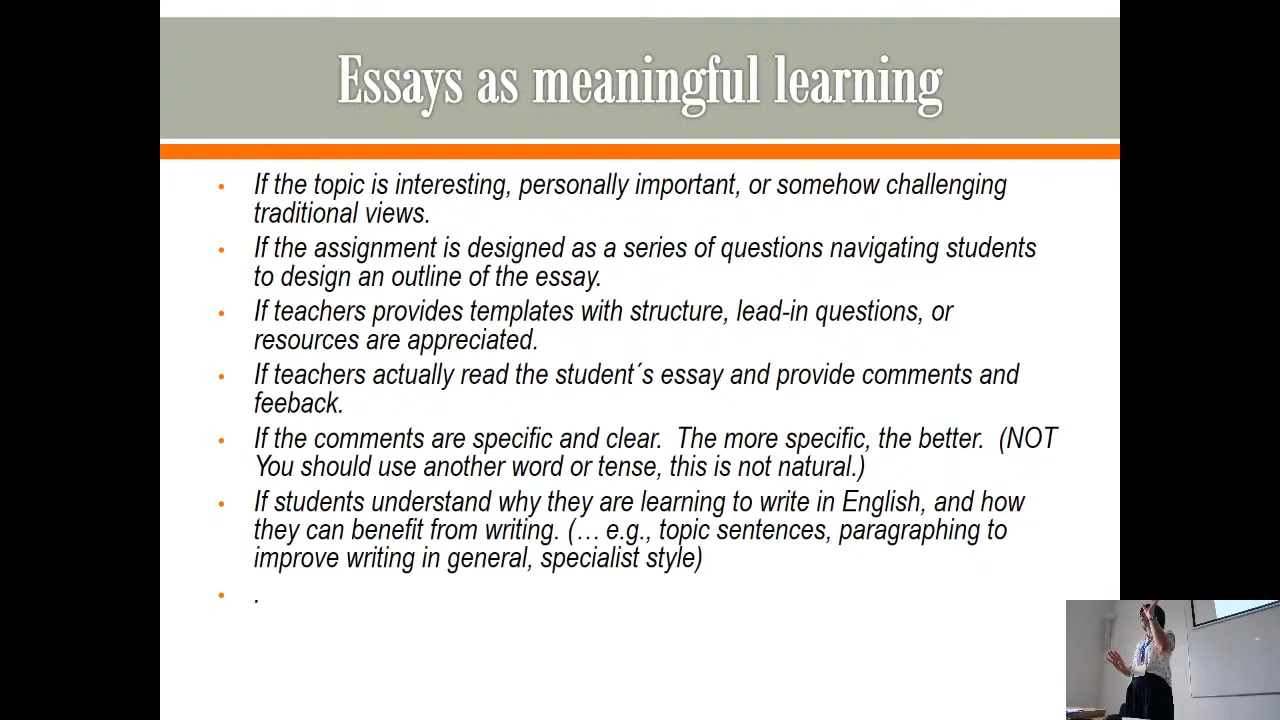 Essays as meaningful learning
• If the topic is interesting, personally important, or somehow challenging
traditional views.
• If the assignment is designed as a series of questions navigating students
to design an outline of the essay.
• If teachers provides templates with structure, lead-in questions, or
resources are appreciated.
• If teachers actually read the student´s essay and provide comments and
feeback.
• If the comments are specific and clear.  The more specific, the better.  (NOT
You should use another word or tense, this is not natural.)
• If students understand why they are learning to write in English, and how
they can benefit from writing. (… e.g., topic sentences, paragraphing to
improve writing in general, specialist style)
• .